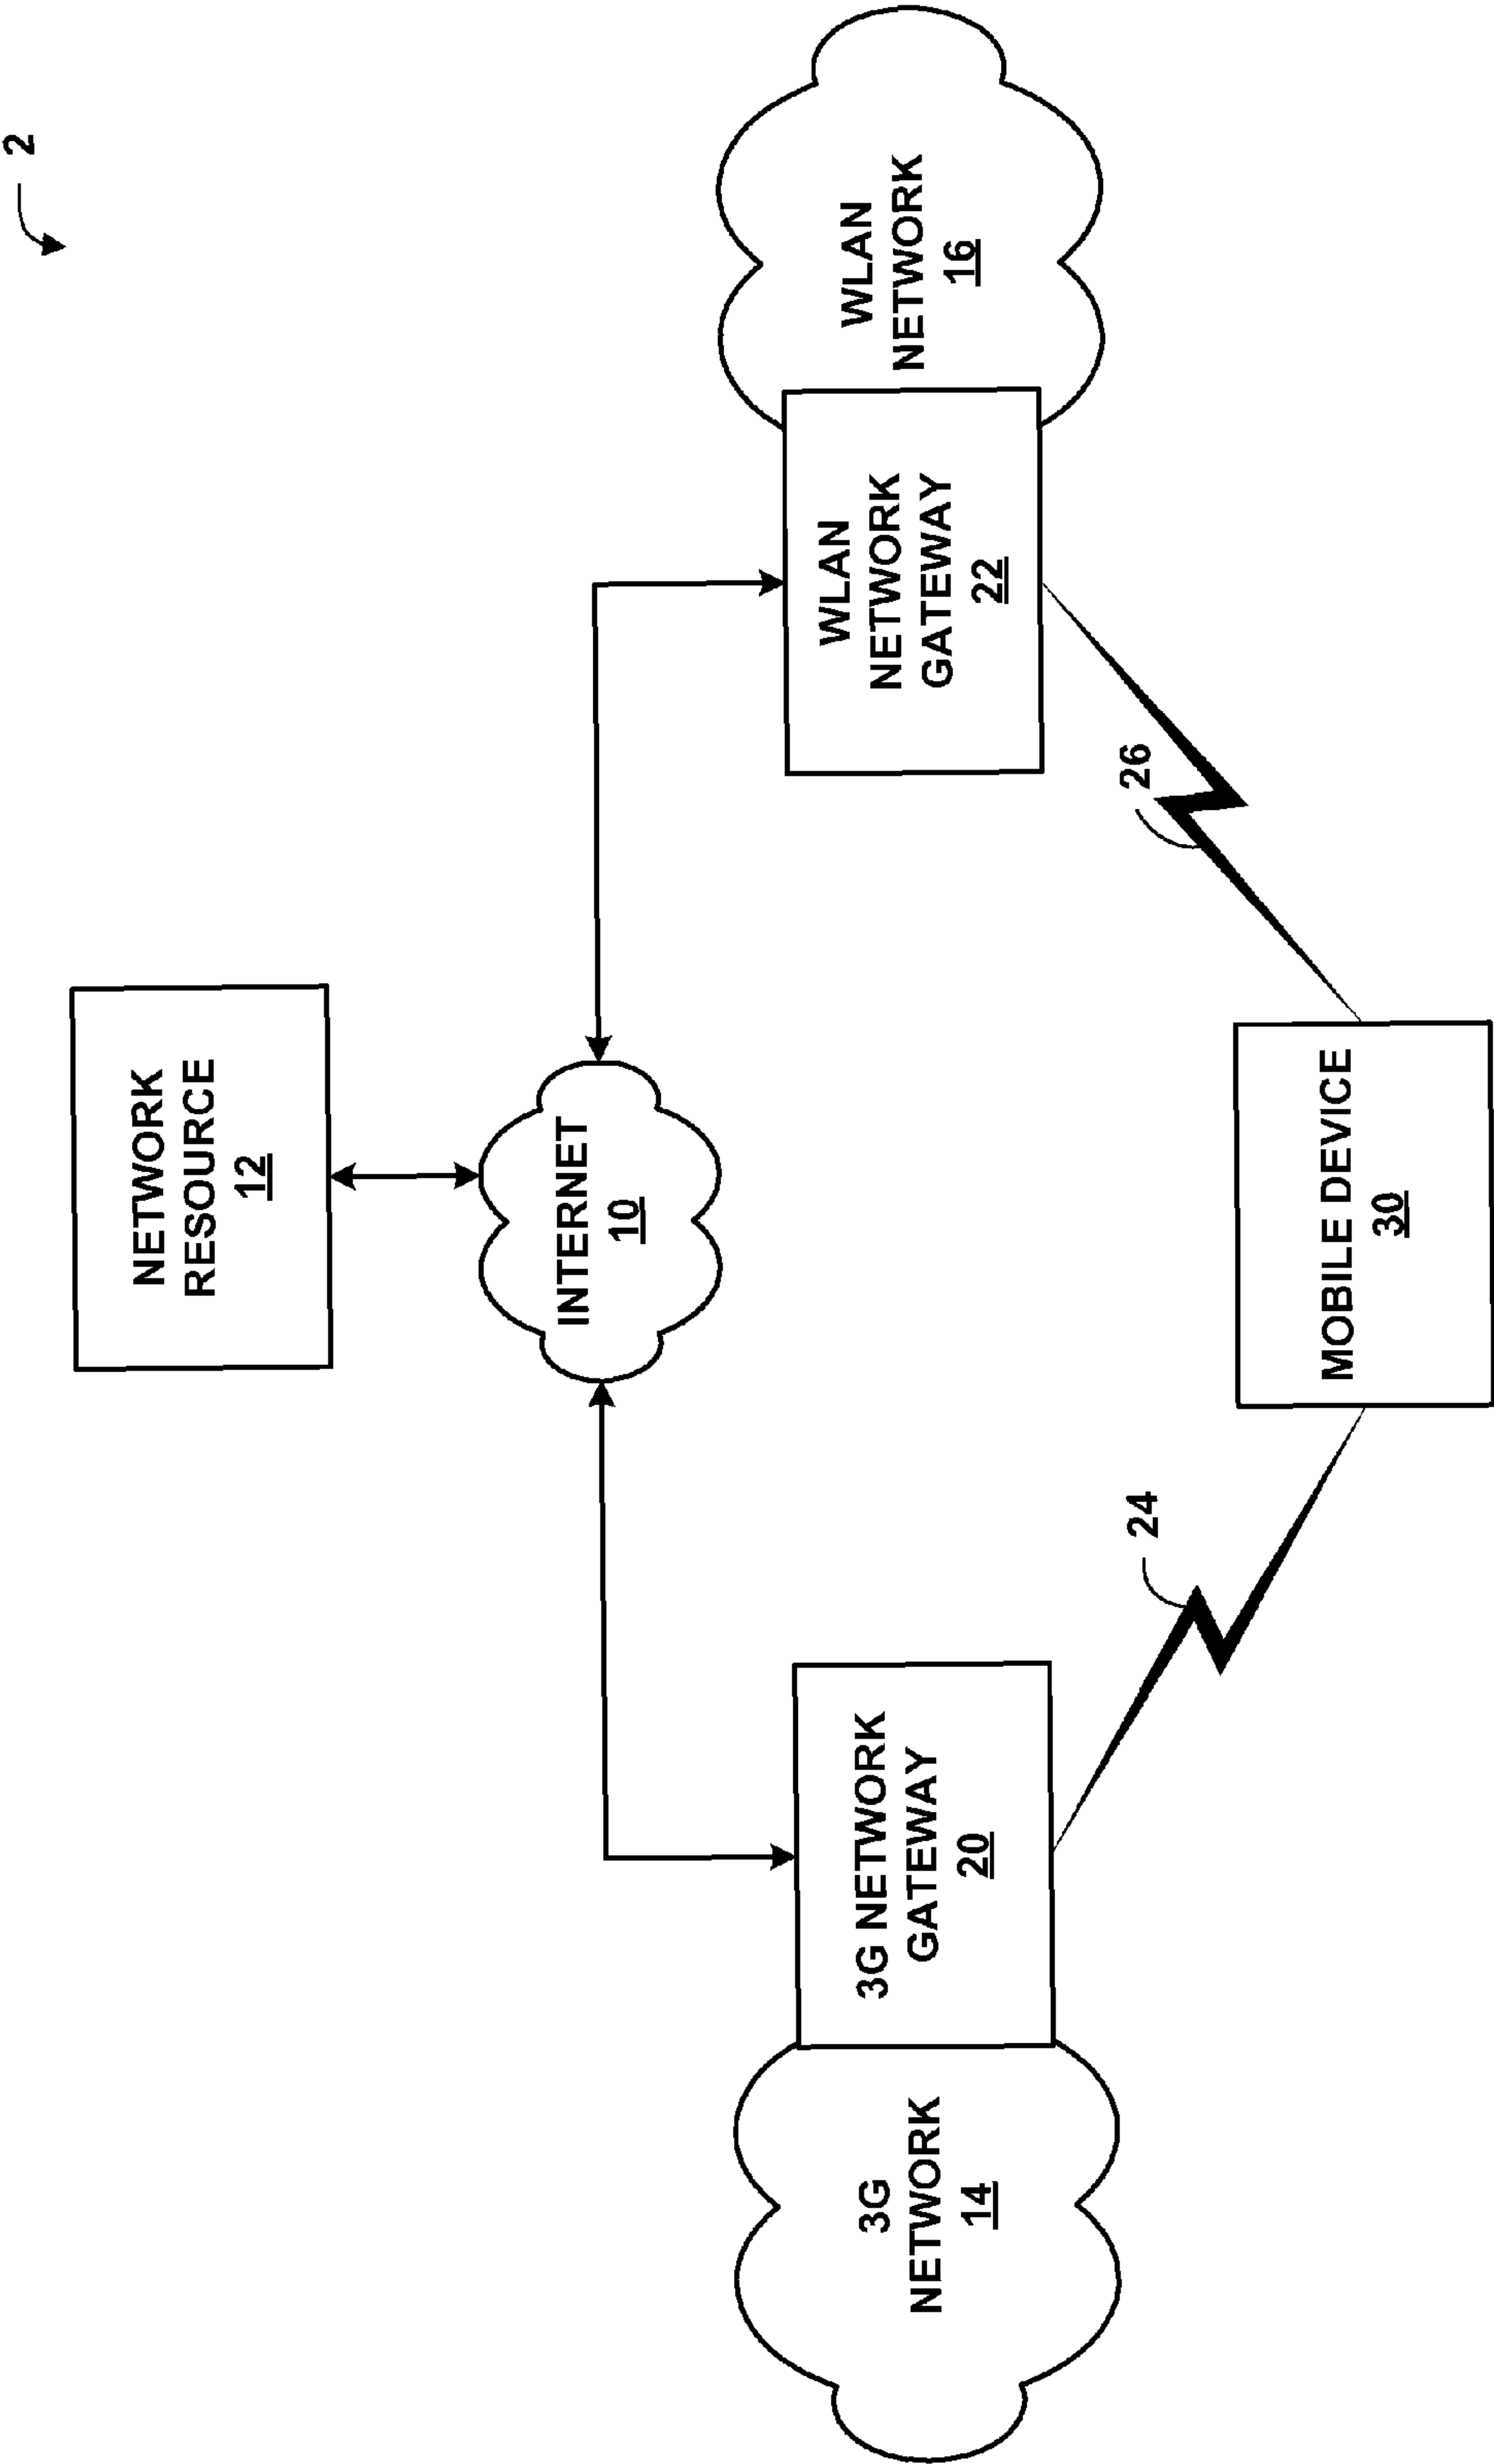 2
NETWORK
RESOURCE
12
INTERNET
10
3G
NETWORK
14
3G NETWORK
GATEWAY
20
WLAN
NETWORK
GATEWAY
22
WLAN
NETWORK
16
24
26
MOBILE DEVICE
30